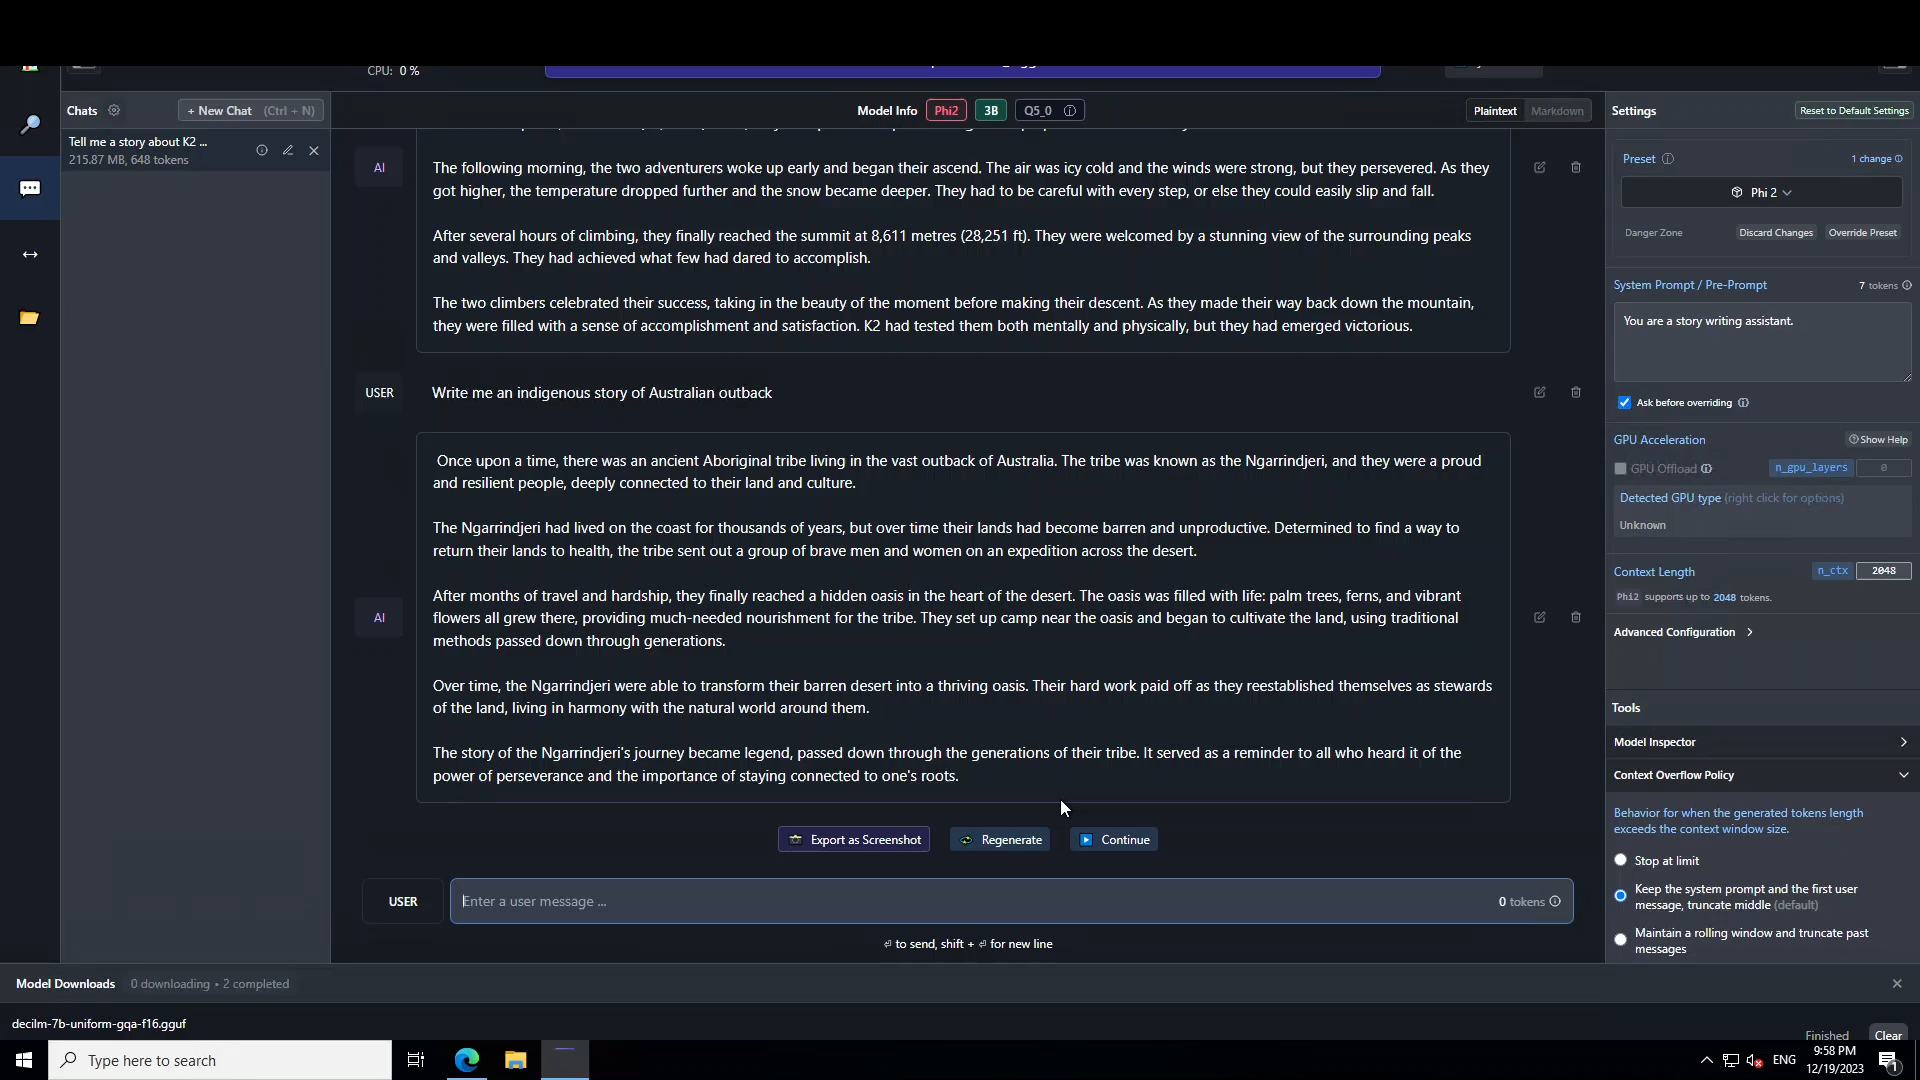 CPU: 0 %
Chats
+ New Chat (Ctrl + N)
Model Info Phi2 3B Q5_0
Plaintext Markdown
Settings
Reset to Default Settings
Tell me a story about K2 ...
215.87 MB, 648 tokens
AI
The following morning, the two adventurers woke up early and began their ascend. The air was icy cold and the winds were strong, but they persevered. As they
got higher, the temperature dropped further and the snow became deeper. They had to be careful with every step, or else they could easily slip and fall.
After several hours of climbing, they finally reached the summit at 8,611 metres (28,251 ft). They were welcomed by a stunning view of the surrounding peaks
and valleys. They had achieved what few had dared to accomplish.
The two climbers celebrated their success, taking in the beauty of the moment before making their descent. As they made their way back down the mountain,
they were filled with a sense of accomplishment and satisfaction. K2 had tested them both mentally and physically, but they had emerged victorious.
USER
Write me an indigenous story of Australian outback
Once upon a time, there was an ancient Aboriginal tribe living in the vast outback of Australia. The tribe was known as the Ngarrindjeri, and they were a proud
and resilient people, deeply connected to their land and culture.
The Ngarrindjeri had lived on the coast for thousands of years, but over time their lands had become barren and unproductive. Determined to find a way to
return their lands to health, the tribe sent out a group of brave men and women on an expedition across the desert.
After months of travel and hardship, they finally reached a hidden oasis in the heart of the desert. The oasis was filled with life: palm trees, ferns, and vibrant
AI
flowers all grew there, providing much-needed nourishment for the tribe. They set up camp near the oasis and began to cultivate the land, using traditional
methods passed down through generations.
Over time, the Ngarrindjeri were able to transform their barren desert into a thriving oasis. Their hard work paid off as they reestablished themselves as stewards
of the land, living in harmony with the natural world around them.
The story of the Ngarrindjeri's journey became legend, passed down through the generations of their tribe. It served as a reminder to all who heard it of the
power of perseverance and the importance of staying connected to one's roots.
Export as Screenshot
Regenerate
Continue
USER
Enter a user message ...
0 tokens
⏎ to send, shift + ⏎ for new line
Preset
1 change
Phi 2
Danger Zone
Discard Changes
Override Preset
System Prompt / Pre-Prompt
7 tokens
You are a story writing assistant.
Ask before overriding
GPU Acceleration
Show Help
GPU Offload
n_gpu_layers
0
Detected GPU type (right click for options)
Unknown
Context Length
n_ctx
2048
Phi2 supports up to 2048 tokens.
Advanced Configuration
Tools
Model Inspector
Context Overflow Policy
Behavior for when the generated tokens length
exceeds the context window size.
Stop at limit
Keep the system prompt and the first user
message, truncate middle (default)
Maintain a rolling window and truncate past
messages
Model Downloads 0 downloading • 2 completed
decilm-7b-uniform-gqa-f16.gguf
Finished
Clear
Type here to search
ENG
9:58 PM
12/19/2023
1